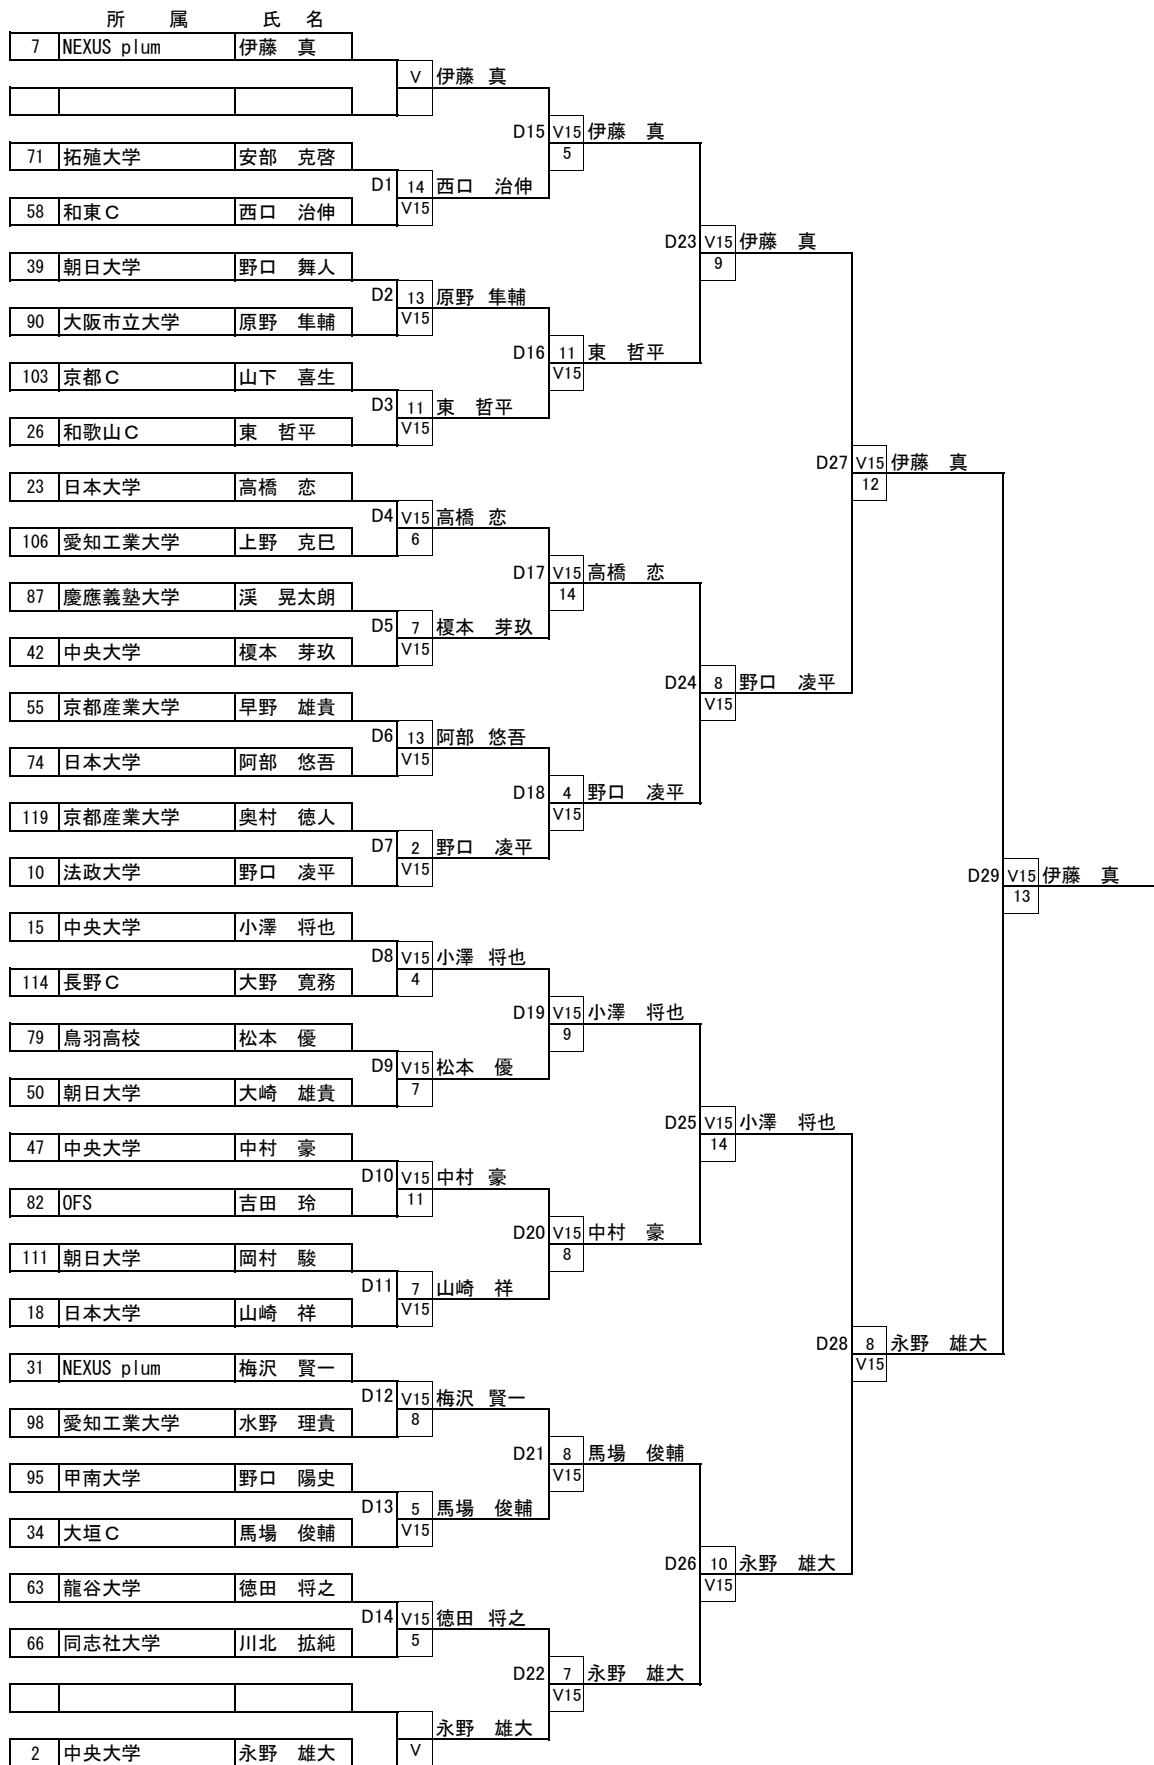 所　属　氏　名
7 NEXUS plum 伊藤　真
V 伊藤 真
D15 V15 伊藤　真
5
71 拓殖大学 安部　克啓
D1 14 西口　治伸
V15
58 和東Ｃ 西口　治伸
D23 V15 伊藤　真
9
39 朝日大学 野口　舞人
D2 13 原野 隼輔
V15
90 大阪市立大学 原野　隼輔
D16 11 東　哲平
V15
103 京都Ｃ 山下　喜生
D3 11 東　哲平
V15
26 和歌山Ｃ 東　哲平
D27 V15 伊藤　真
12
23 日本大学 高橋　恋
D4 V15 高橋 恋
6
106 愛知工業大学 上野　克巳
D17 V15 高橋　恋
14
87 慶應義塾大学 渓　晃太朗
D5 7 榎本　芽玖
V15
42 中央大学 榎本　芽玖
D24 8 野口　凌平
V15
55 京都産業大学 早野　雄貴
D6 13 阿部 悠吾
V15
74 日本大学 阿部　悠吾
D18 4 野口　凌平
V15
119 京都産業大学 奥村　徳人
D7 2 野口　凌平
V15
10 法政大学 野口　凌平
D29 V15 伊藤　真
13
15 中央大学 小澤　将也
D8 V15 小澤 将也
4
114 長野Ｃ 大野　寛務
D19 V15 小澤　将也
9
79 鳥羽高校 松本　優
D9 V15 松本　優
7
50 朝日大学 大崎　雄貴
D25 V15 小澤　将也
14
47 中央大学 中村　豪
D10 V15 中村 豪
11
82 OFS 吉田　玲
D20 V15 中村　豪
8
111 朝日大学 岡村　駿
D11 7 山崎　祥
V15
18 日本大学 山崎　祥
D28 8 永野　雄大
V15
31 NEXUS plum 梅沢　賢一
D12 V15 梅沢 賢一
8
98 愛知工業大学 水野　理貴
D21 8 馬場　俊輔
V15
95 甲南大学 野口　陽史
D13 5 馬場　俊輔
V15
34 大垣Ｃ 馬場　俊輔
D26 10 永野　雄大
V15
63 龍谷大学 徳田　将之
D14 V15 徳田 将之
5
66 同志社大学 川北　拡純
D22 7 永野　雄大
V15
永野　雄大
V
2 中央大学 永野　雄大